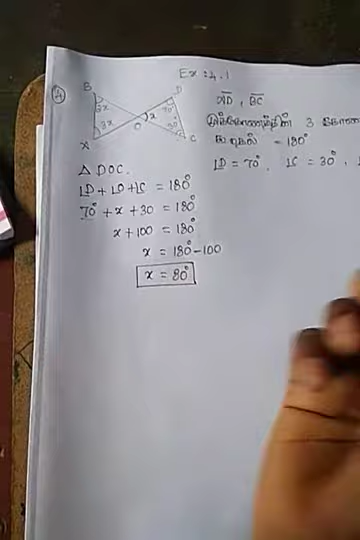 Ex: 4.1
4
B
D
3x
70°
3x
O
x
30°
A
C
AD, BC
3
= 180°
∠D = 70°, ∠C = 30°,
△ DOC.
∠D + ∠O + ∠C = 180°
70° + x + 30 = 180°
x + 100 = 180°
x = 180° - 100
x = 80°